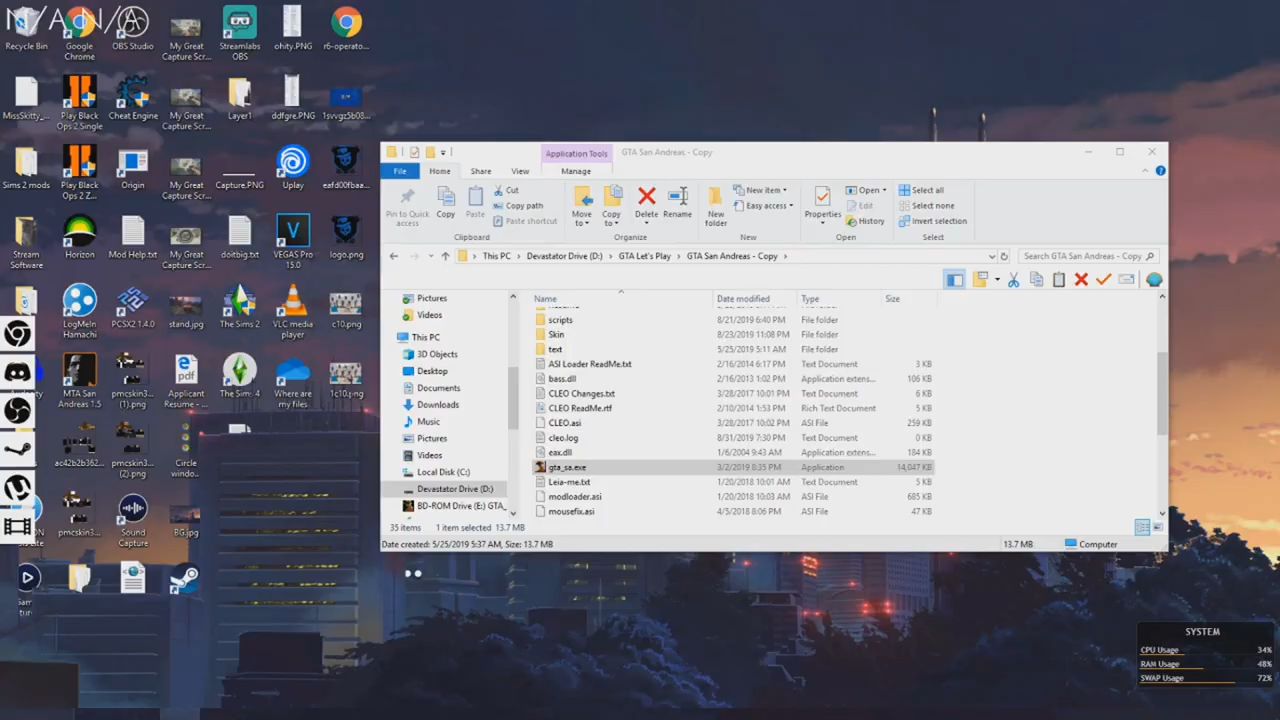 N/A N/A
Recycle Bin
Google Chrome
OBS Studio
My Great Capture Scr...
Streamlabs OBS
ohity.PNG
r6-operato...
MissSkitty_...
Play Black Ops 2 Single
Cheat Engine
My Great Capture Scr...
Layer1
ddfgre.PNG
1svvgz5b08...
Sims 2 mods
Play Black Ops 2 Z...
Origin
My Great Capture Scr...
Capture.PNG
Uplay
eafd00fbaa...
Stream Software
Horizon
Mod Help.txt
My Great Capture Scr...
doitbig.txt
VEGAS Pro 15.0
logo.png
LogMeIn Hamachi
PCSX2 1.4.0
stand.jpg
The Sims 2
VLC media player
c10.png
MTA San Andreas 1.5
pmcskin3... (1).png
Applicant Resume - ...
The Sims 4
Where are my files
1c10.png
ac42b2b362...
pmcskin3... (2).png
Circle windo...
pmcskin3...
Sound Capture
BG.jpg
Application Tools
GTA San Andreas - Copy
File
Home
Share
View
Manage
Pin to Quick access
Copy
Paste
Cut
Copy path
Paste shortcut
Move to
Copy to
Delete
Rename
New folder
New item
Easy access
Properties
Open
Edit
History
Select all
Select none
Invert selection
Clipboard
Organize
New
Open
Select
This PC
Devastator Drive (D:)
GTA Let's Play
GTA San Andreas - Copy
Search GTA San Andreas - Copy
Pictures
Videos
This PC
3D Objects
Desktop
Documents
Downloads
Music
Pictures
Videos
Local Disk (C:)
Devastator Drive (D:)
BD-ROM Drive (E:) GTA_
Name Date modified Type Size
scripts 8/21/2019 6:40 PM File folder
Skin 8/23/2019 11:08 PM File folder
text 5/25/2019 5:11 AM File folder
ASI Loader ReadMe.txt 2/16/2014 6:17 PM Text Document 3 KB
bass.dll 2/16/2013 1:02 PM Application extens... 106 KB
CLEO Changes.txt 3/28/2017 10:01 PM Text Document 6 KB
CLEO ReadMe.rtf 2/10/2014 1:53 PM Rich Text Document 5 KB
CLEO.asi 3/28/2017 10:02 PM ASI File 259 KB
cleo.log 8/31/2019 7:30 PM Text Document 0 KB
eax.dll 1/6/2004 9:43 AM Application extens... 184 KB
gta_sa.exe 3/2/2019 8:35 PM Application 14,047 KB
Leia-me.txt 1/20/2018 10:01 AM Text Document 5 KB
modloader.asi 1/20/2018 10:03 AM ASI File 685 KB
mousefix.asi 4/5/2018 8:06 PM ASI File 47 KB
35 items 1 item selected 13.7 MB
Date created: 5/25/2019 5:37 AM, Size: 13.7 MB
13.7 MB
Computer
SYSTEM
CPU Usage 34%
RAM Usage 48%
SWAP Usage 72%